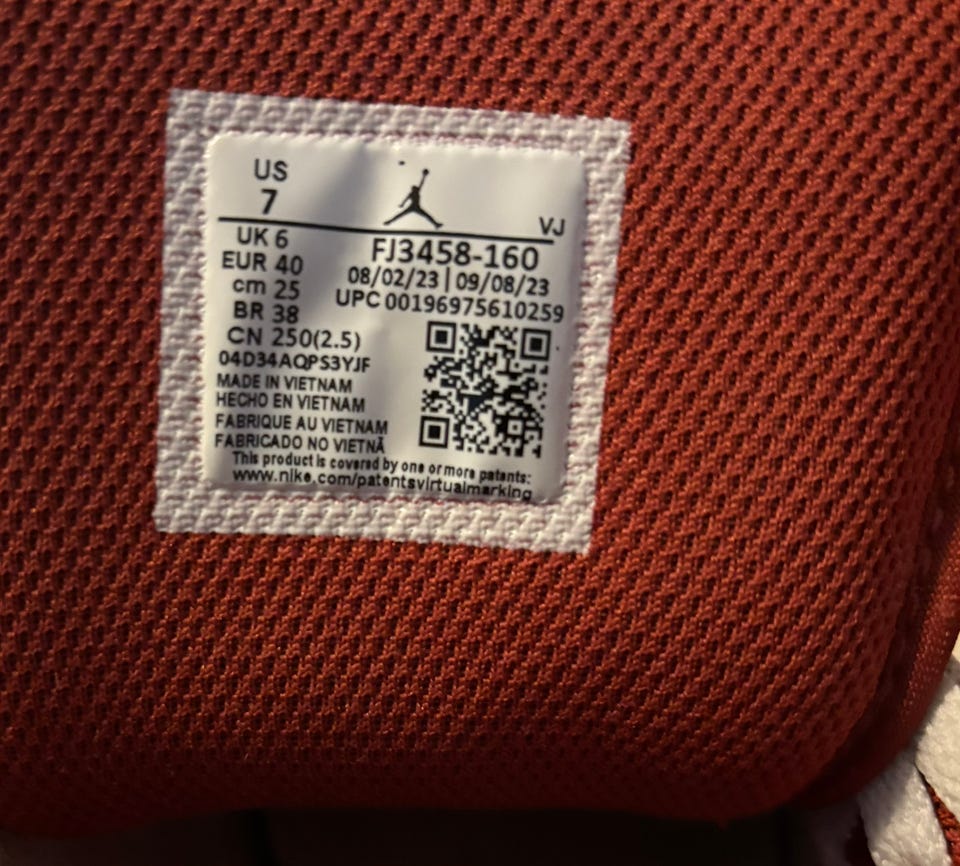 US
7
VJ
UK 6
FJ3458-160
EUR 40
08/02/23 | 09/08/23
cm 25
UPC 00196975610259
BR 38
CN 250(2.5)
04D34AQPS3YJF
MADE IN VIETNAM
HECHO EN VIETNAM
FABRIQUE AU VIETNAM
FABRICADO NO VIETNÃ
This product is covered by one or more patents:
www.nike.com/patentsvirtualmarking